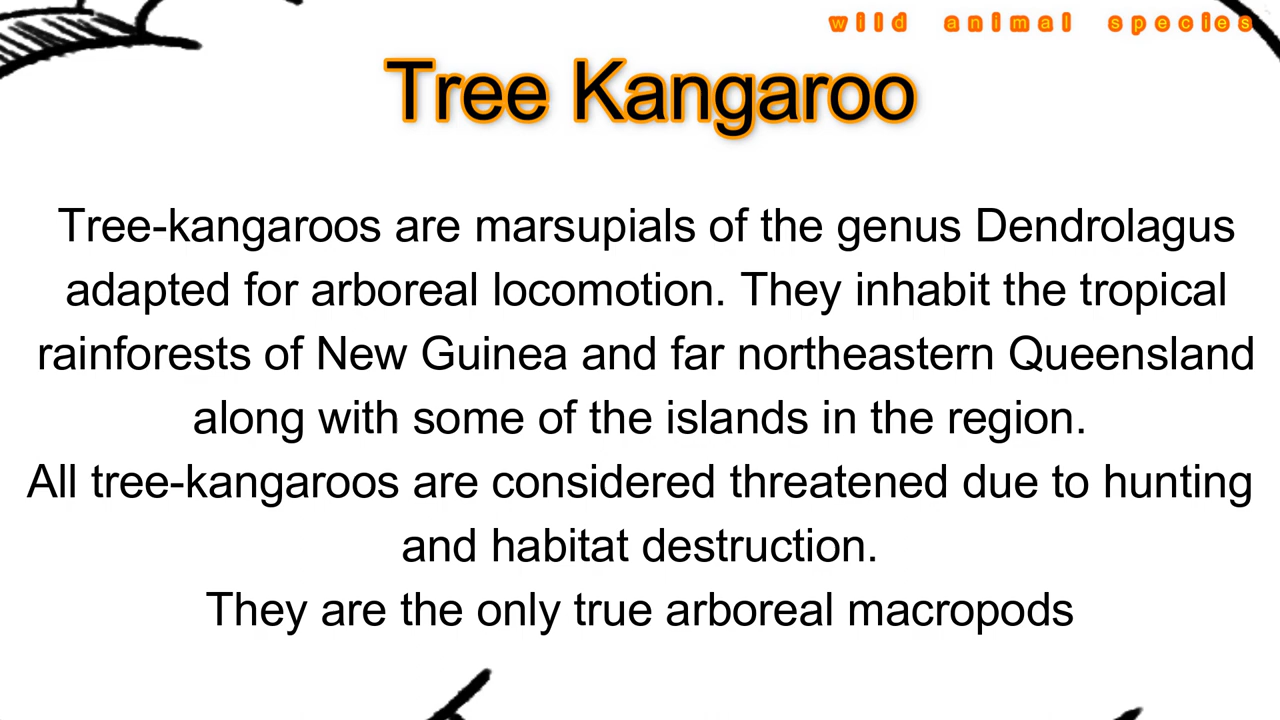 wild animal species
Tree Kangaroo
Tree-kangaroos are marsupials of the genus Dendrolagus
adapted for arboreal locomotion. They inhabit the tropical
rainforests of New Guinea and far northeastern Queensland
along with some of the islands in the region.
All tree-kangaroos are considered threatened due to hunting
and habitat destruction.
They are the only true arboreal macropods